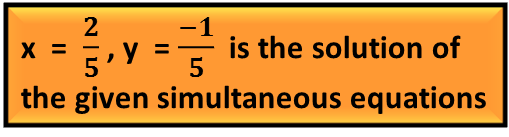 x = 2/5, y = -1/5 is the solution of
the given simultaneous equations